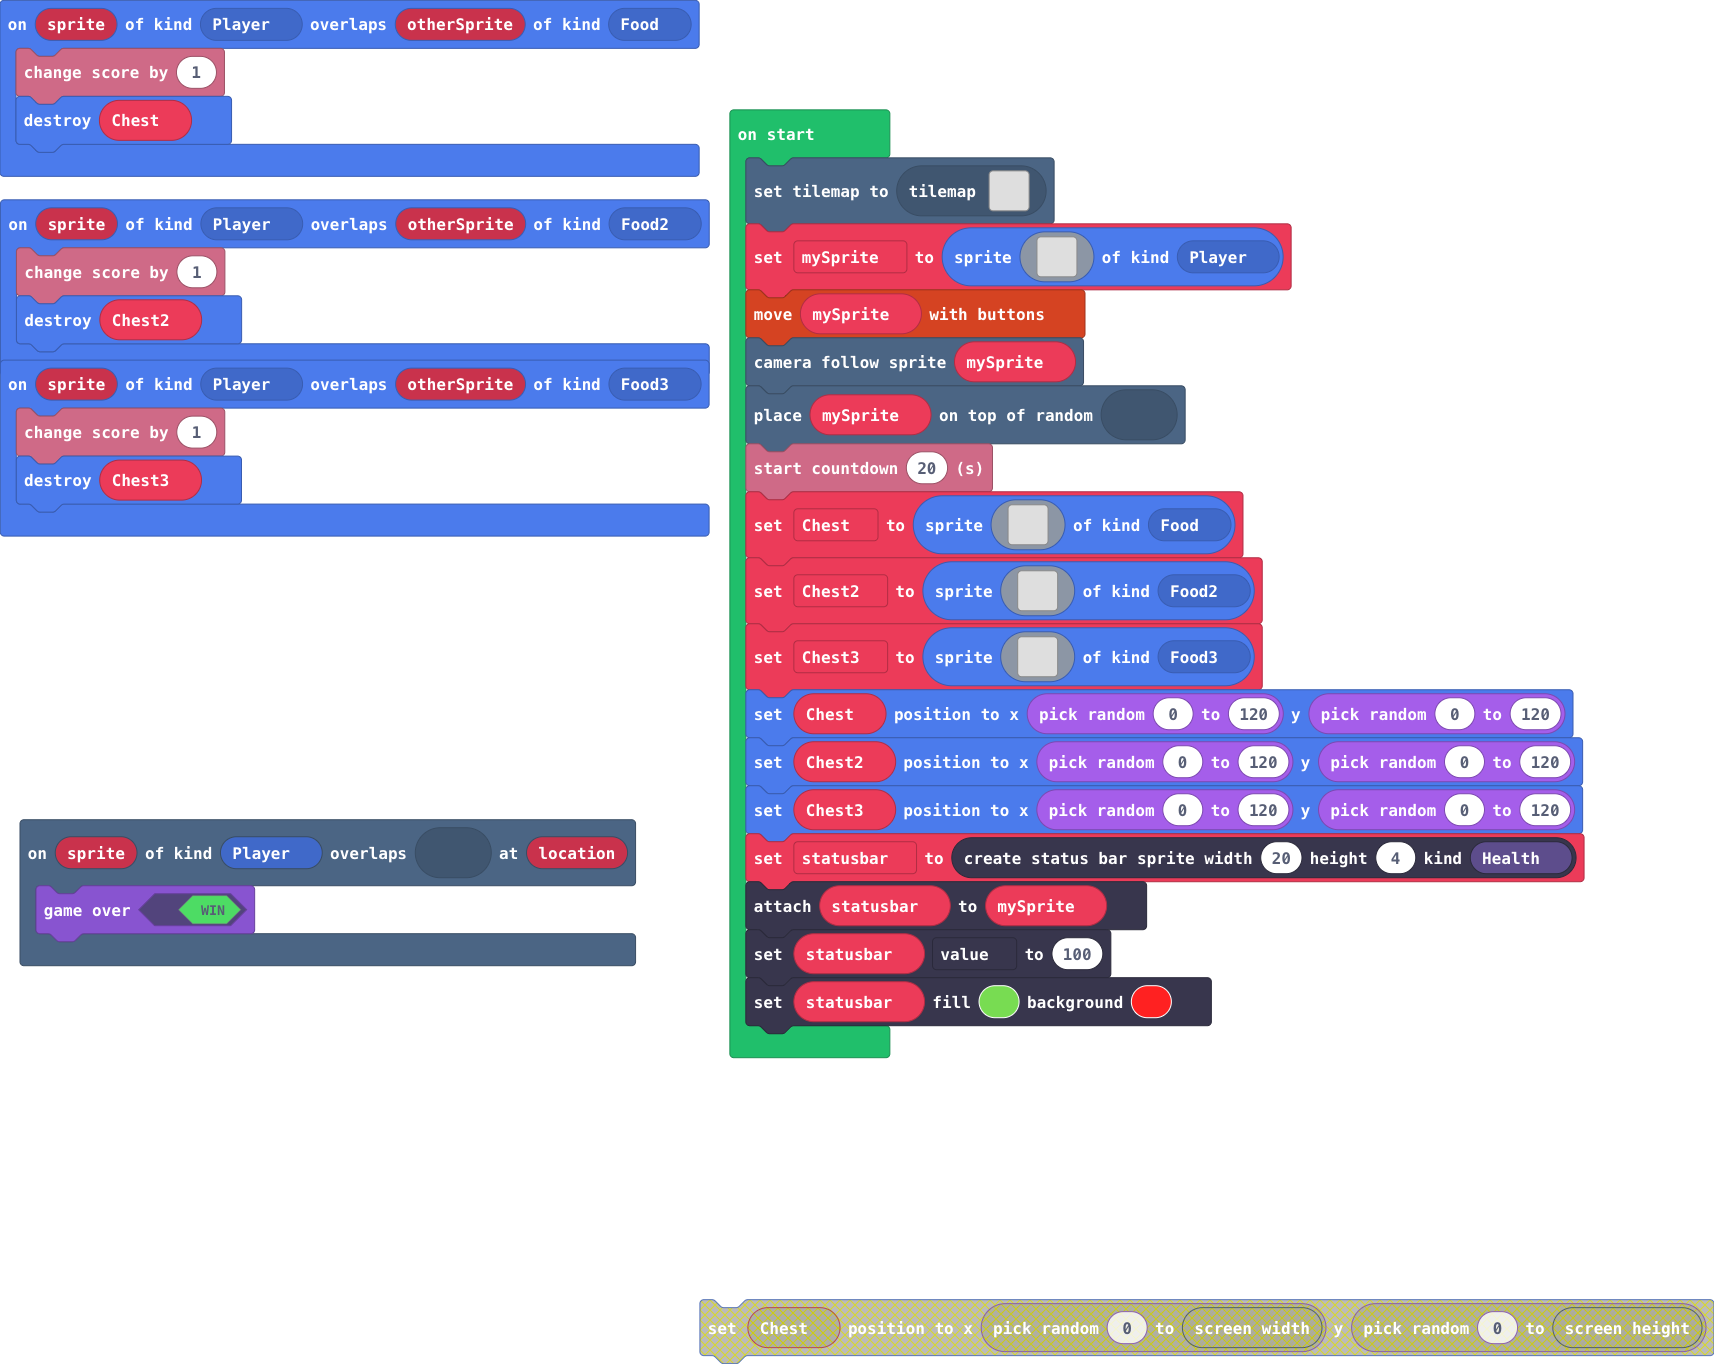 on sprite of kind Player overlaps otherSprite of kind Food
change score by 1
destroy Chest
on sprite of kind Player overlaps otherSprite of kind Food2
change score by 1
destroy Chest2
on sprite of kind Player overlaps otherSprite of kind Food3
change score by 1
destroy Chest3
on start
set tilemap to tilemap
set mySprite to sprite of kind Player
move mySprite with buttons
camera follow sprite mySprite
place mySprite on top of random
start countdown 20 (s)
set Chest to sprite of kind Food
set Chest2 to sprite of kind Food2
set Chest3 to sprite of kind Food3
set Chest position to x pick random 0 to 120 y pick random 0 to 120
set Chest2 position to x pick random 0 to 120 y pick random 0 to 120
set Chest3 position to x pick random 0 to 120 y pick random 0 to 120
set statusbar to create status bar sprite width 20 height 4 kind Health
attach statusbar to mySprite
set statusbar value to 100
set statusbar fill background
on sprite of kind Player overlaps at location
game over WIN
set Chest position to x pick random 0 to screen width y pick random 0 to screen height